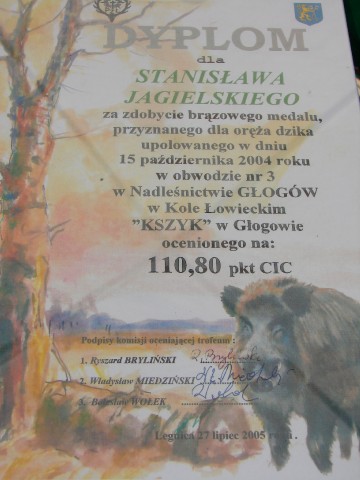 DYPLOM
dla
STANISŁAWA
JAGIELSKIEGO
za zdobycie brązowego medalu,
przyznanego dla oręża dzika
upolowanego w dniu
15 października 2004 roku
w obwodzie nr 3
w Nadleśnictwie GŁOGÓW
w Kole Łowieckim
"KSZYK" w Głogowie
ocenionego na:
110,80 pkt CIC
Podpisy komisji oceniającej trofeum :
1. Ryszard BRYLIŃSKI
2. Władysław MIEDZIŃSKI
3. Bolesław WOŁEK
Legnica 27 lipiec 2005 roku.